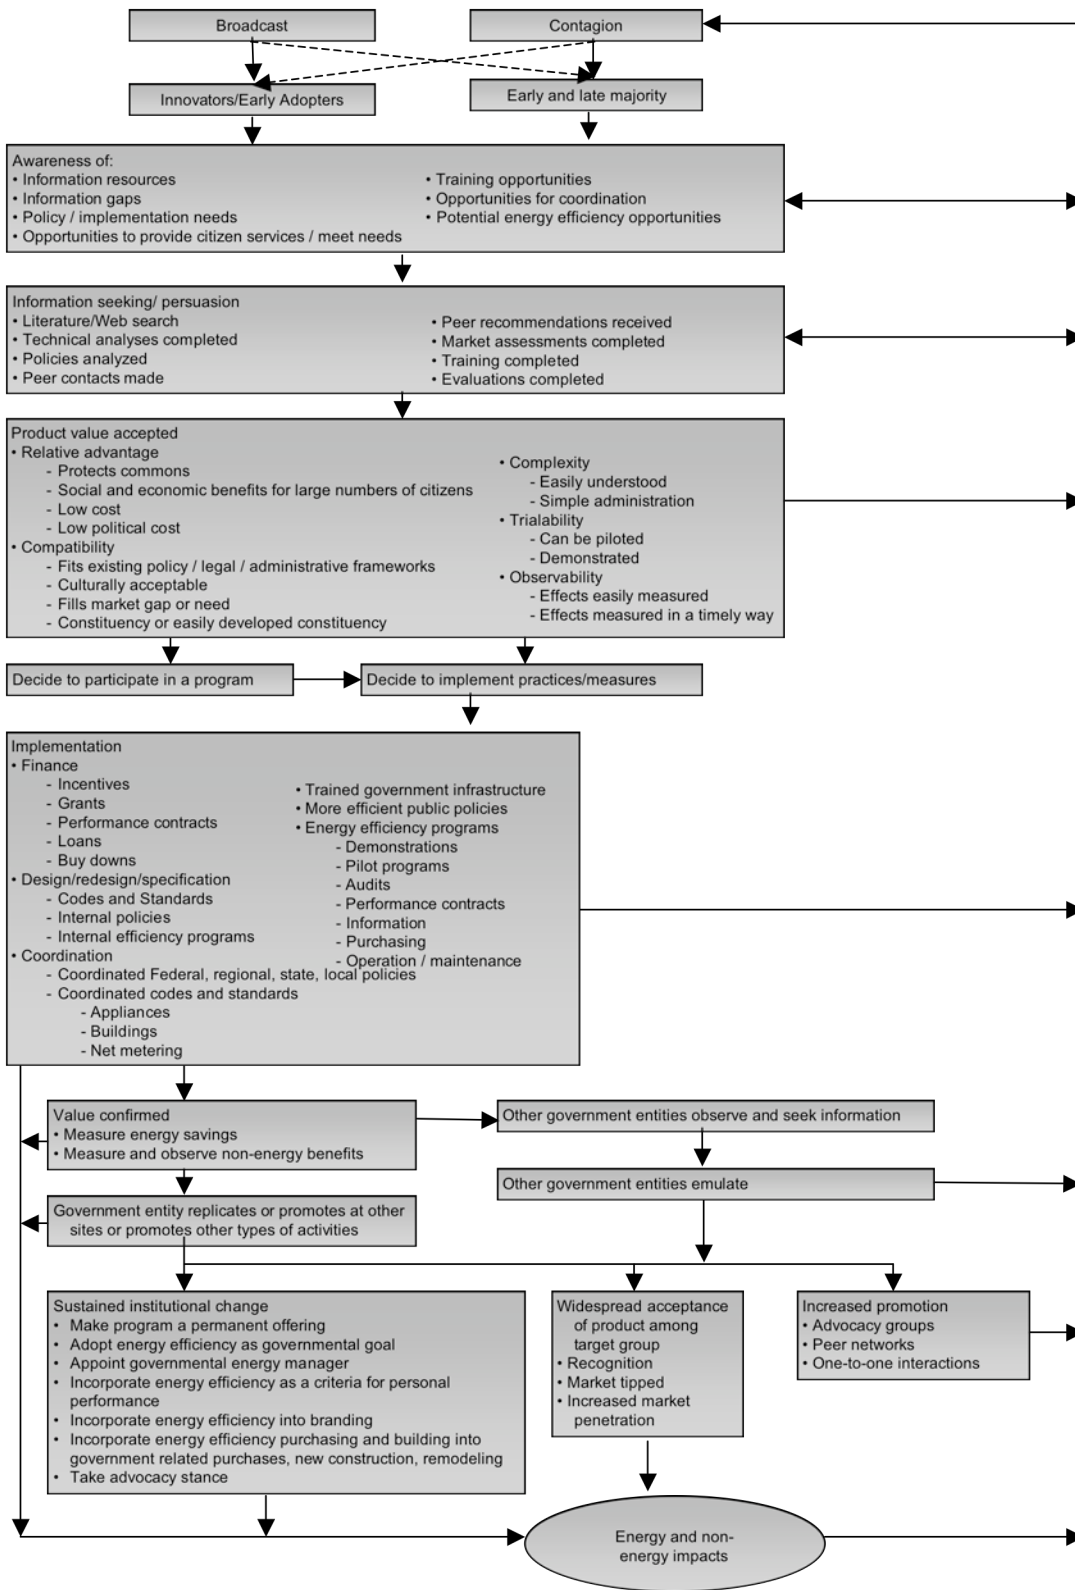 Broadcast
Contagion
Innovators/Early Adopters
Early and late majority
Awareness of:
• Information resources
• Information gaps
• Policy / implementation needs
• Opportunities to provide citizen services / meet needs
• Training opportunities
• Opportunities for coordination
• Potential energy efficiency opportunities
Information seeking/ persuasion
• Literature/Web search
• Technical analyses completed
• Policies analyzed
• Peer contacts made
• Peer recommendations received
• Market assessments completed
• Training completed
• Evaluations completed
Product value accepted
• Relative advantage
- Protects commons
- Social and economic benefits for large numbers of citizens
- Low cost
- Low political cost
• Compatibility
- Fits existing policy / legal / administrative frameworks
- Culturally acceptable
- Fills market gap or need
- Constituency or easily developed constituency
• Complexity
- Easily understood
- Simple administration
• Trialability
- Can be piloted
- Demonstrated
• Observability
- Effects easily measured
- Effects measured in a timely way
Decide to participate in a program
Decide to implement practices/measures
Implementation
• Finance
- Incentives
- Grants
- Performance contracts
- Loans
- Buy downs
• Design/redesign/specification
- Codes and Standards
- Internal policies
- Internal efficiency programs
• Coordination
- Coordinated Federal, regional, state, local policies
- Coordinated codes and standards
- Appliances
- Buildings
- Net metering
• Trained government infrastructure
• More efficient public policies
• Energy efficiency programs
- Demonstrations
- Pilot programs
- Audits
- Performance contracts
- Information
- Purchasing
- Operation / maintenance
Value confirmed
• Measure energy savings
• Measure and observe non-energy benefits
Other government entities observe and seek information
Other government entities emulate
Government entity replicates or promotes at other
sites or promotes other types of activities
Sustained institutional change
• Make program a permanent offering
• Adopt energy efficiency as governmental goal
• Appoint governmental energy manager
• Incorporate energy efficiency as a criteria for personal
performance
• Incorporate energy efficiency into branding
• Incorporate energy efficiency purchasing and building into
government related purchases, new construction, remodeling
• Take advocacy stance
Widespread acceptance
of product among
target group
• Recognition
• Market tipped
• Increased market
penetration
Increased promotion
• Advocacy groups
• Peer networks
• One-to-one interactions
Energy and non-
energy impacts